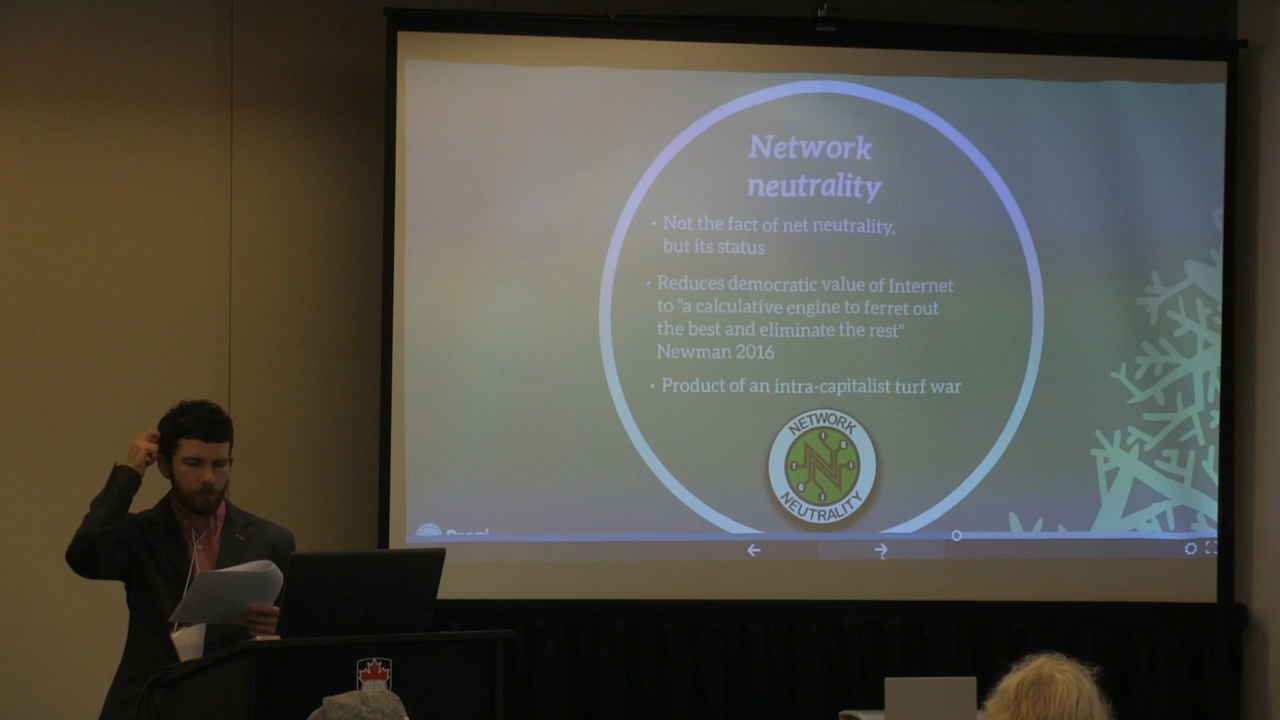 Network
neutrality
· Not the fact of net neutrality,
but its status
· Reduces democratic value of Internet
to "a calculative engine to ferret out
the best and eliminate the rest"
Newman 2016
· Product of an intra-capitalist turf war
NETWORK
N
NEUTRALITY
Prezi